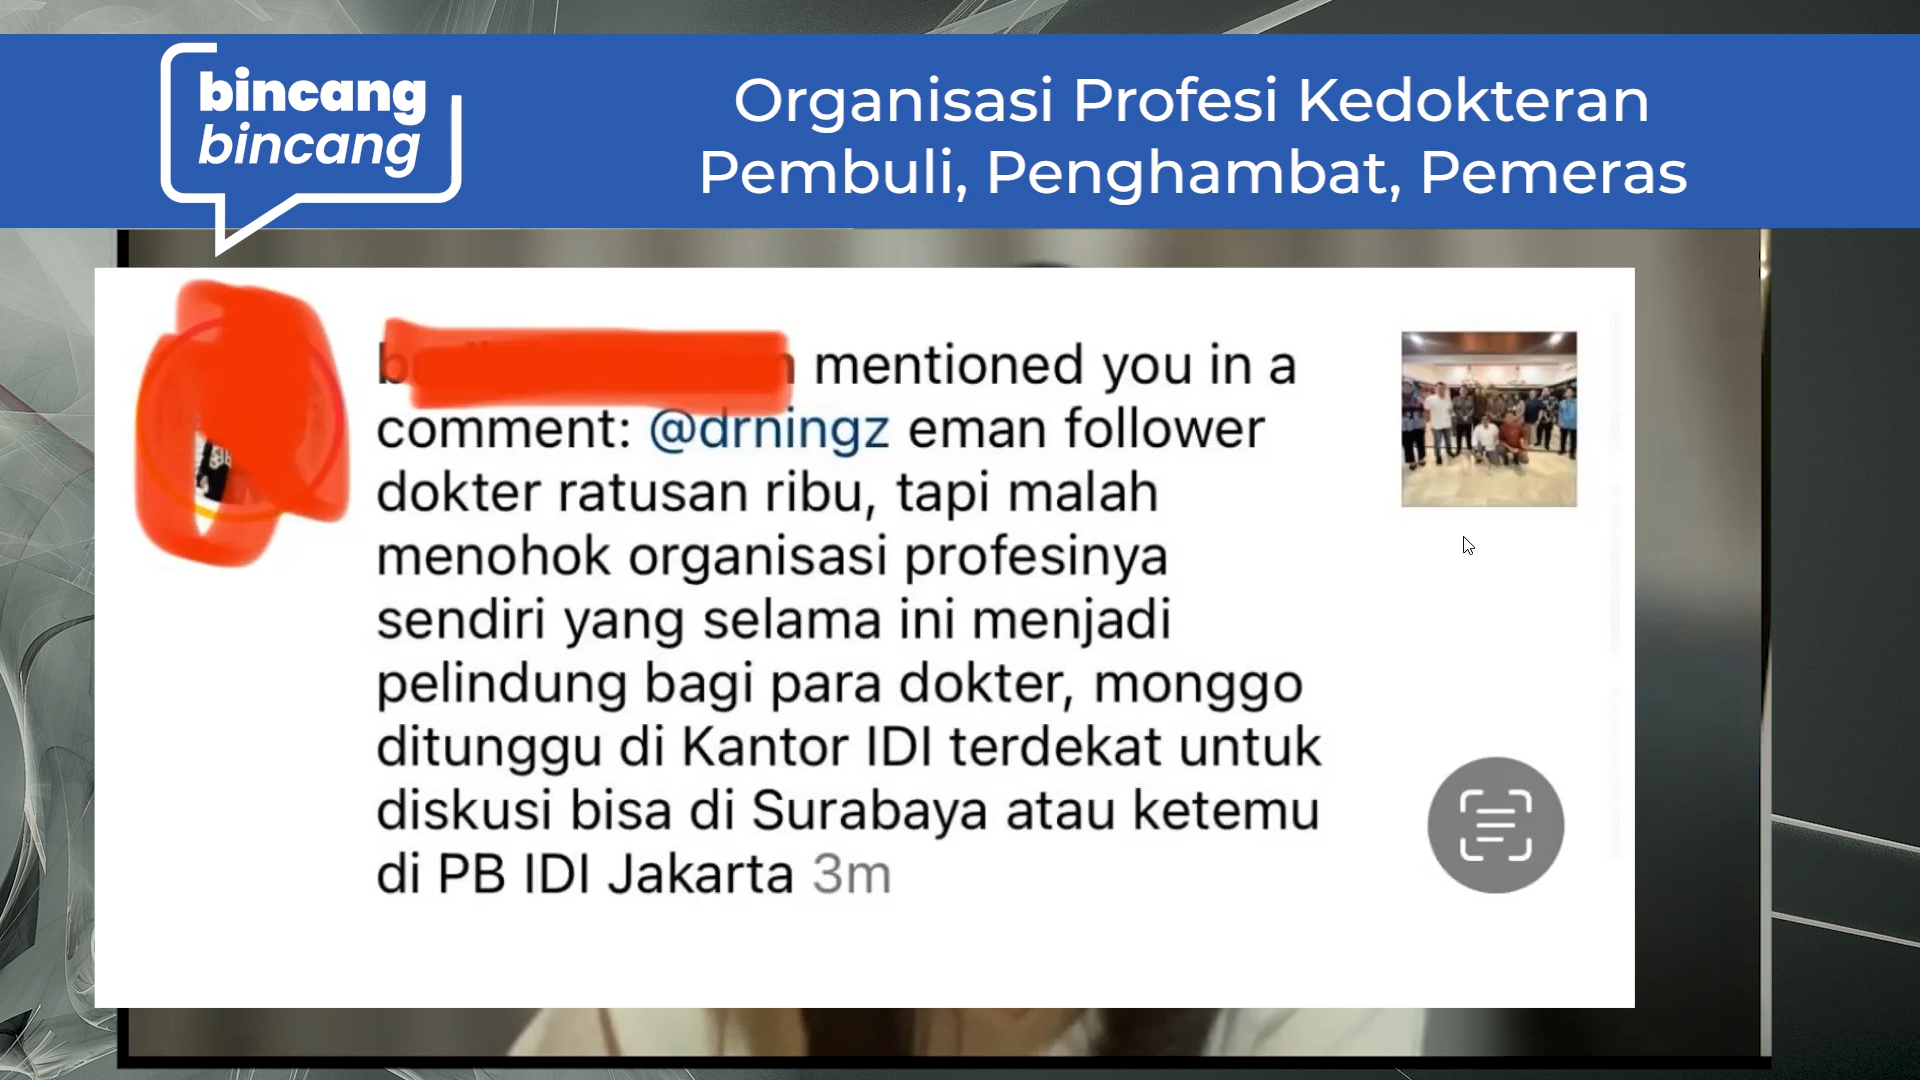 bincang
bincang
Organisasi Profesi Kedokteran
Pembuli, Penghambat, Pemeras
mentioned you in a
comment: @drningz eman follower
dokter ratusan ribu, tapi malah
menohok organisasi profesinya
sendiri yang selama ini menjadi
pelindung bagi para dokter, monggo
ditunggu di Kantor IDI terdekat untuk
diskusi bisa di Surabaya atau ketemu
di PB IDI Jakarta 3m